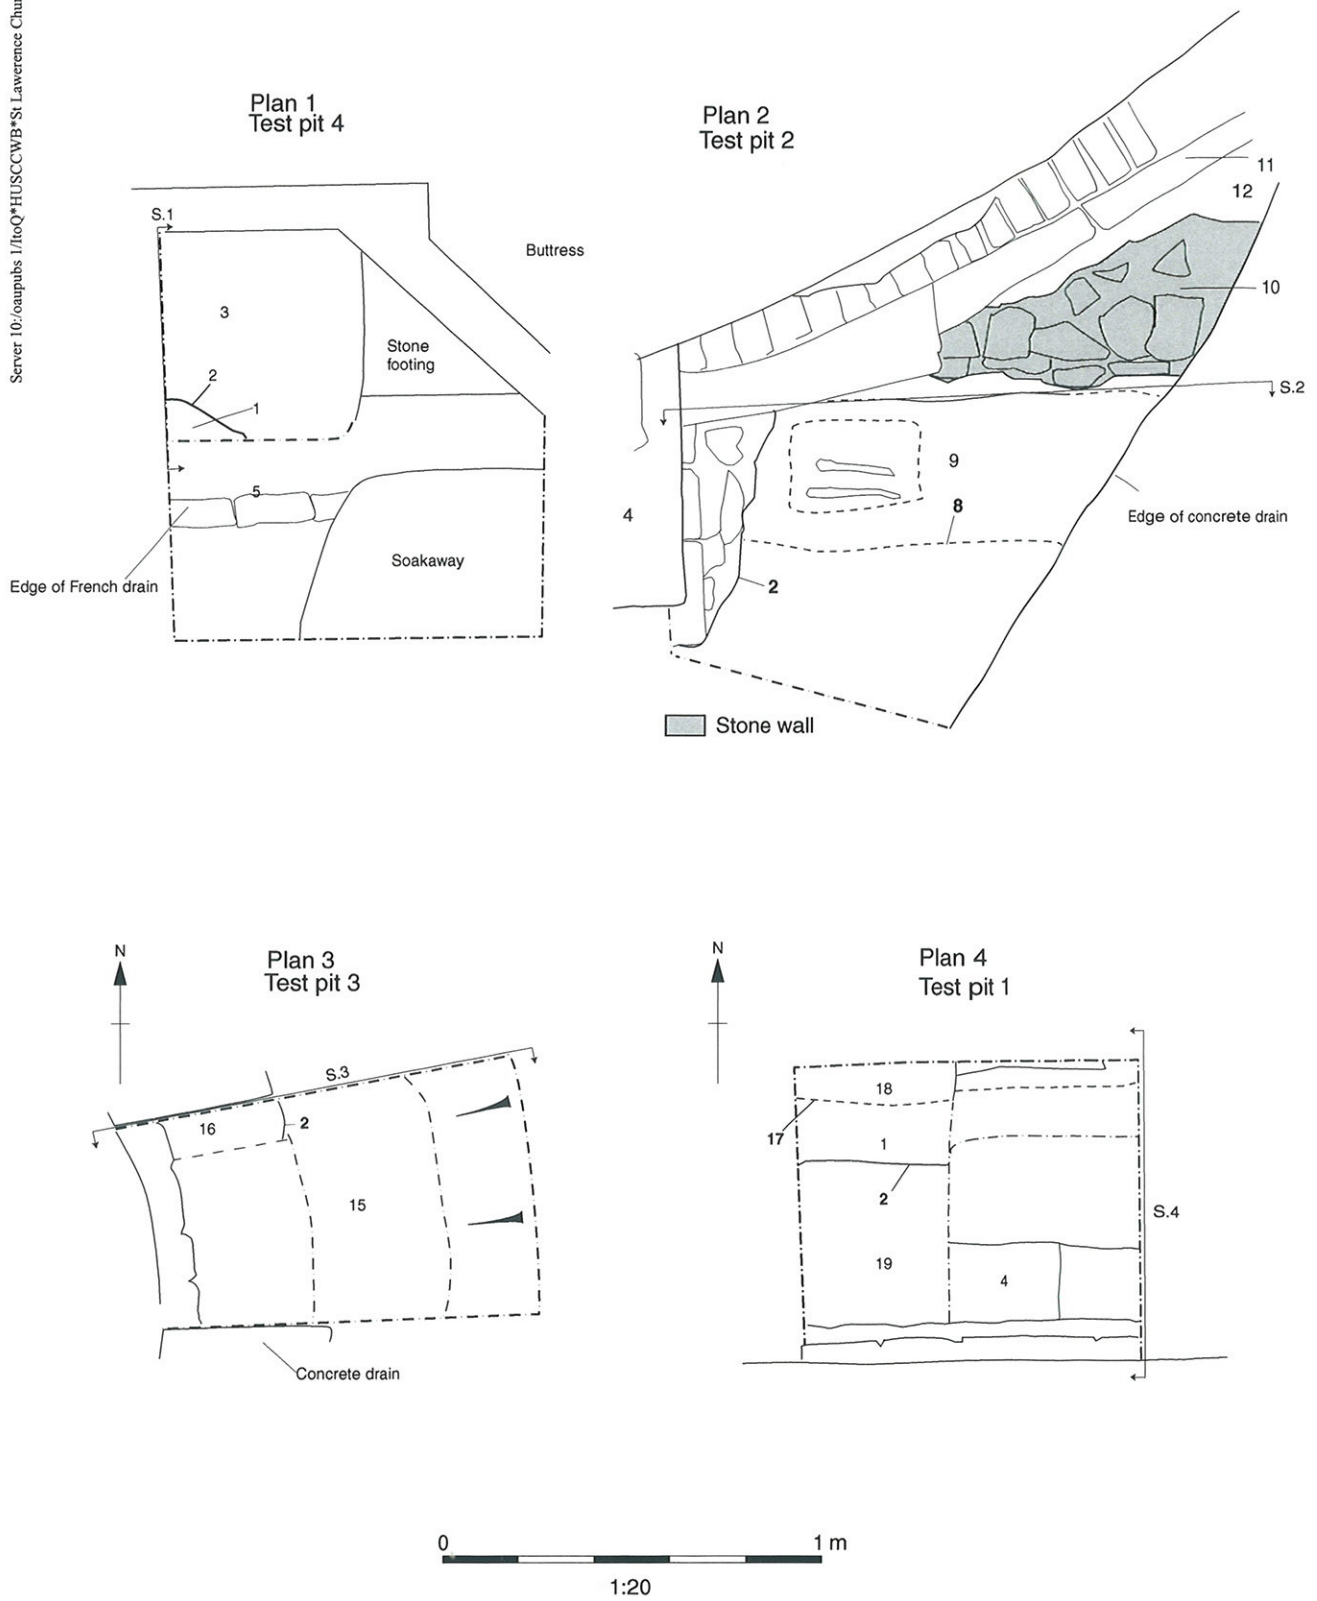 Server 10:/oaupubs 1/ItoQ*HUSCCWB*St Lawerence Chur
Plan 1
Test pit 4
S.1
Buttress
3
Stone
footing
2
1
5
Soakaway
Edge of French drain
Plan 2
Test pit 2
11
12
10
S.2
9
8
4
Edge of concrete drain
2
Stone wall
N
Plan 3
Test pit 3
S.3
16
2
15
Concrete drain
N
Plan 4
Test pit 1
18
17
1
2
S.4
19
4
0
1 m
1:20